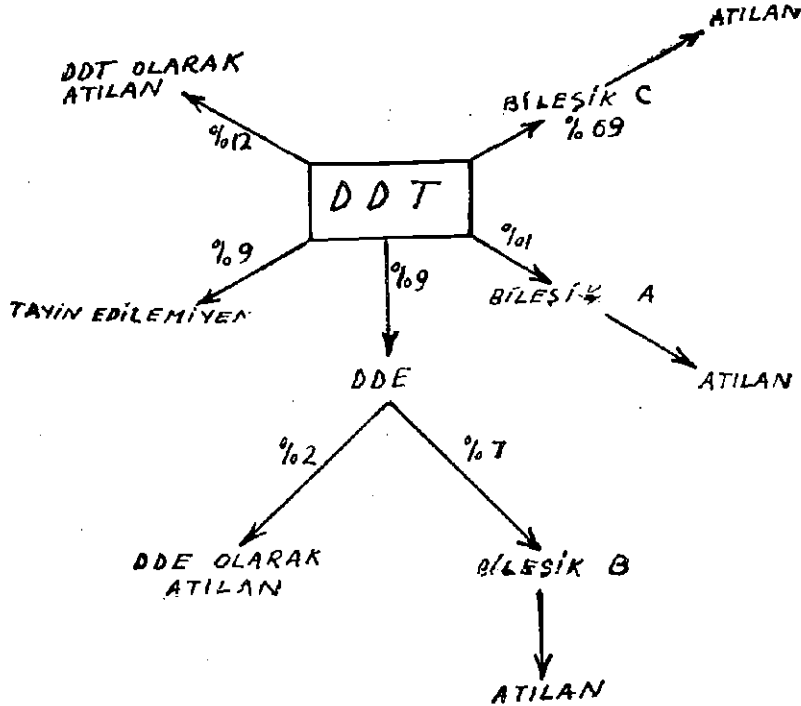 ATILAN
DDT OLARAK
ATILAN
BİLEŞİK C
%69
%12
DDT
%9
%9
%1
TAYİN EDİLEMİYEN
BİLEŞİK A
DDE
ATILAN
%2
%7
DDE OLARAK
ATILAN
BİLEŞİK B
ATILAN